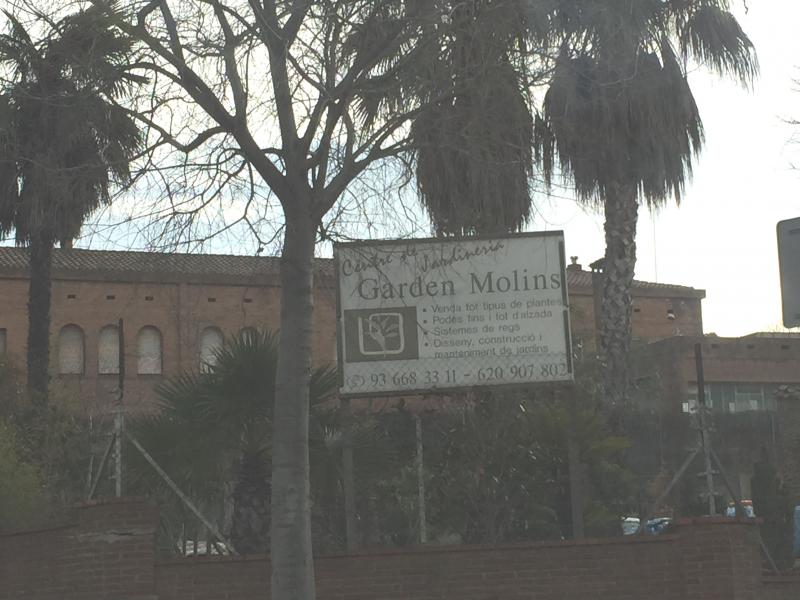 Centre de Jardineria
Garden Molins
• Venda tot tipus de plantes
• Podes fins i tot d'alzada
• Sistemes de regs
• Disseny, construcció i
manteniment de jardins
93 668 33 11 - 620 907 802